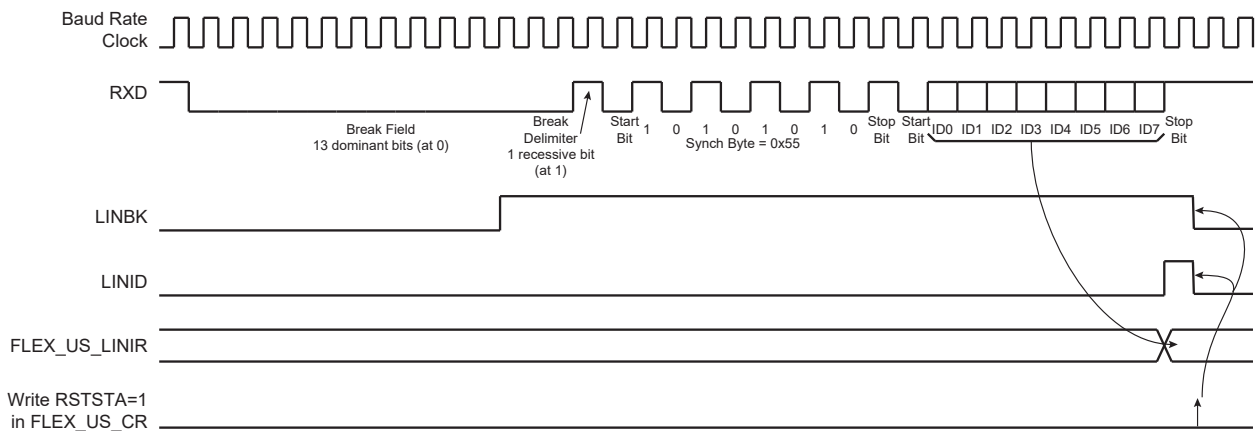 Baud Rate
Clock
RXD
Break Field
13 dominant bits (at 0)
Break
Delimiter
1 recessive bit
(at 1)
Start
Bit
1 0 1 0 1 0 1 0
Synch Byte = 0x55
Stop
Bit
Start
Bit
ID0 ID1 ID2 ID3 ID4 ID5 ID6 ID7
Stop
Bit
LINBK
LINID
FLEX_US_LINIR
Write RSTSTA=1
in FLEX_US_CR